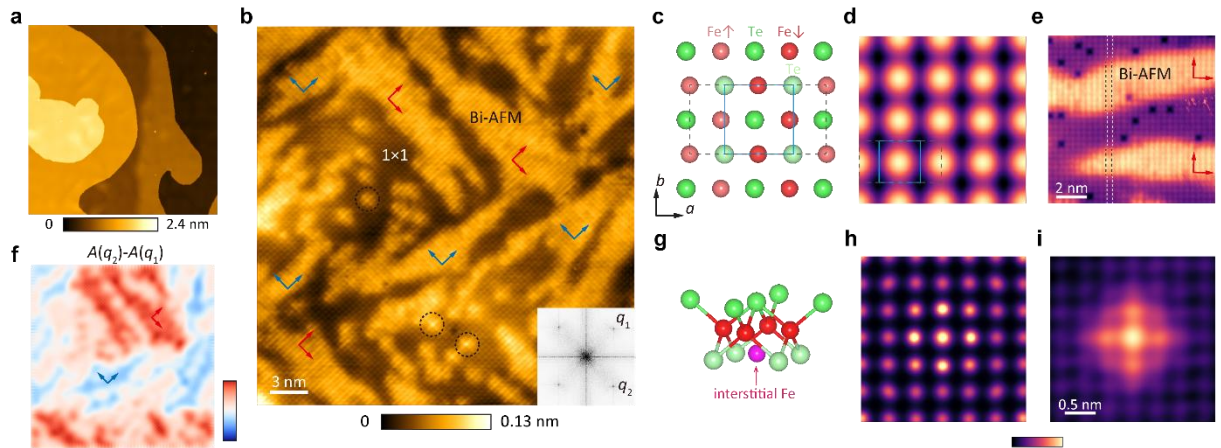 a
0
2.4 nm
b
Bi-AFM
1×1
3 nm
q₁
q₂
0
0.13 nm
c
Fe↑
Te
Fe↓
Te
b
a
d
e
Bi-AFM
2 nm
f
A(q₂)-A(q₁)
g
interstitial Fe
h
i
0.5 nm